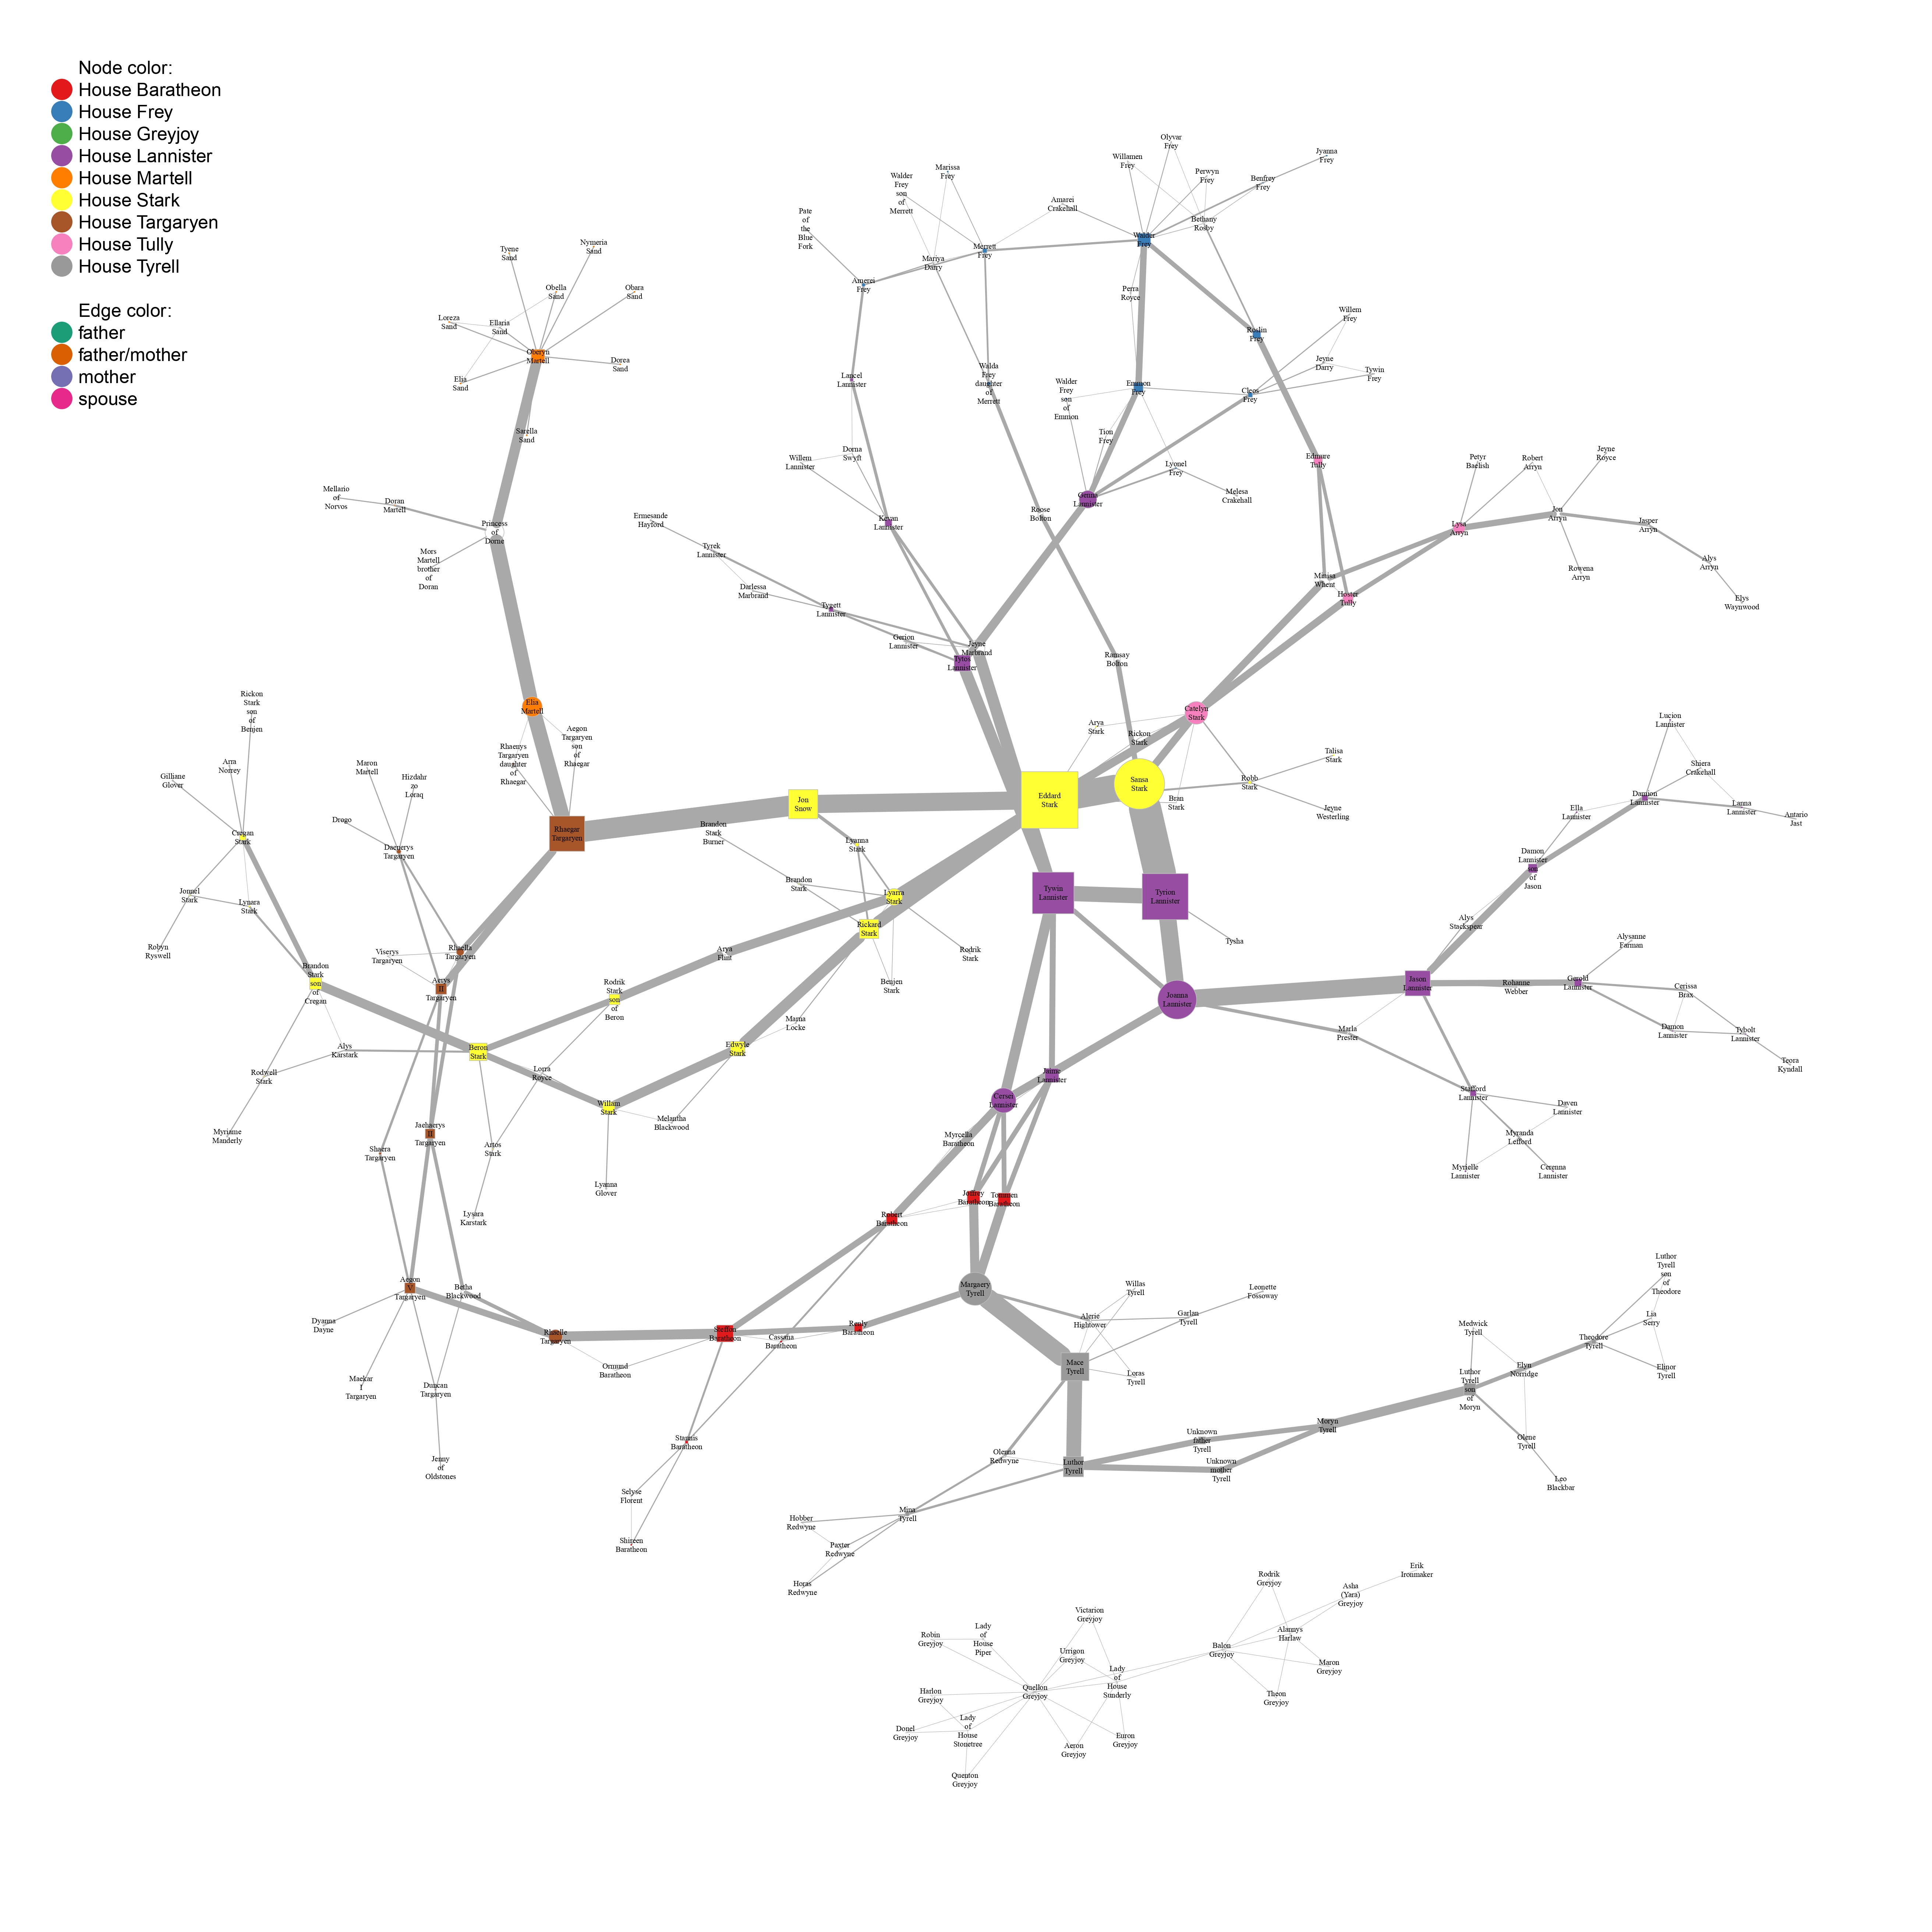 Node color:
House Baratheon
House Frey
House Greyjoy
House Lannister
House Martell
House Stark
House Targaryen
House Tully
House Tyrell
Edge color:
father
father/mother
mother
spouse
Olyvar
Frey
Willamen
Frey
Jyanna
Frey
Perwyn
Frey
Benfrey
Frey
Marissa
Frey
Walder
Frey
son
of
Merrett
Amarei
Crakehall
Bethany
Rosby
Pate
of
the
Blue
Fork
Walder
Frey
Merrett
Frey
Mariya
Darry
Amerei
Frey
Perra
Royce
Nymeria
Sand
Tyene
Sand
Obella
Sand
Obara
Sand
Loreza
Sand
Ellaria
Sand
Oberyn
Martell
Dorea
Sand
Elia
Sand
Sarella
Sand
Willem
Frey
Roslin
Frey
Jeyne
Darry
Tywin
Frey
Cleos
Frey
Emmon
Frey
Walder
Frey
son
of
Emmon
Walda
Frey
daughter
of
Merrett
Lancel
Lannister
Tion
Frey
Dorna
Swyft
Willem
Lannister
Lyonel
Frey
Melesa
Crakehall
Genna
Lannister
Edmure
Tully
Petyr
Baelish
Robert
Arryn
Jeyne
Royce
Lysa
Arryn
Jon
Arryn
Jasper
Arryn
Alys
Arryn
Rowena
Arryn
Elys
Waynwood
Mellario
of
Norvos
Doran
Martell
Princess
of
Dorne
Mors
Martell
brother
of
Doran
Ermesande
Hayford
Kevan
Lannister
Roose
Bolton
Tyrek
Lannister
Darlessa
Marbrand
Tygett
Lannister
Gerion
Lannister
Jeyne
Marbrand
Tytos
Lannister
Minisa
Whent
Hoster
Tully
Ramsay
Bolton
Catelyn
Stark
Arya
Stark
Rickon
Stark
Elia
Martell
Aegon
Targaryen
son
of
Rhaegar
Rhaenys
Targaryen
daughter
of
Rhaegar
Rickon
Stark
son
of
Benjen
Arra
Norrey
Gilliane
Glover
Maron
Martell
Hizdahr
zo
Loraq
Drogo
Daenerys
Targaryen
Cregan
Stark
Rhaegar
Targaryen
Jon
Snow
Eddard
Stark
Sansa
Stark
Robb
Stark
Bran
Stark
Talisa
Stark
Jeyne
Westerling
Lucion
Lannister
Shiera
Crakehall
Damion
Lannister
Lanna
Lannister
Antario
Jast
Ella
Lannister
Damon
Lannister
son
of
Jason
Alys
Stackspear
Brandon
Stark
Burner
Lyanna
Stark
Brandon
Stark
Lyarra
Stark
Rickard
Stark
Rodrik
Stark
Benjen
Stark
Tywin
Lannister
Tyrion
Lannister
Tysha
Joanna
Lannister
Jason
Lannister
Rohanne
Webber
Gerold
Lannister
Alysanne
Farman
Cerissa
Brax
Damon
Lannister
Tybolt
Lannister
Teora
Kyndall
Marla
Prester
Stafford
Lannister
Daven
Lannister
Myranda
Lefford
Myrielle
Lannister
Cerenna
Lannister
Jonnel
Stark
Lynara
Stark
Robyn
Ryswell
Brandon
Stark
son
of
Cregan
Viserys
Targaryen
Rhaella
Targaryen
Aerys
II
Targaryen
Arya
Flint
Rodrik
Stark
son
of
Beron
Marna
Locke
Edwyle
Stark
Beron
Stark
Alys
Karstark
Rodwell
Stark
Lorra
Royce
Willam
Stark
Melantha
Blackwood
Myriame
Manderly
Artos
Stark
Lyanna
Glover
Lysara
Karstark
Jaehaerys
II
Targaryen
Shaera
Targaryen
Jaime
Lannister
Cersei
Lannister
Myrcella
Baratheon
Joffrey
Baratheon
Tommen
Baratheon
Robert
Baratheon
Aegon
V
Targaryen
Betha
Blackwood
Dyanna
Dayne
Rhaelle
Targaryen
Steffon
Baratheon
Cassana
Baratheon
Renly
Baratheon
Ormund
Baratheon
Maekar
I
Targaryen
Duncan
Targaryen
Jenny
of
Oldstones
Stannis
Baratheon
Selyse
Florent
Shireen
Baratheon
Margaery
Tyrell
Willas
Tyrell
Leonette
Fossoway
Garlan
Tyrell
Alerie
Hightower
Mace
Tyrell
Loras
Tyrell
Olenna
Redwyne
Luthor
Tyrell
Unknown
father
Tyrell
Unknown
mother
Tyrell
Moryn
Tyrell
Luthor
Tyrell
son
of
Moryn
Medwick
Tyrell
Elyn
Norridge
Olene
Tyrell
Leo
Blackbar
Theodore
Tyrell
Luthor
Tyrell
son
of
Theodore
Lia
Serry
Elinor
Tyrell
Mina
Tyrell
Hobber
Redwyne
Paxter
Redwyne
Horas
Redwyne
Erik
Ironmaker
Rodrik
Greyjoy
Asha
(Yara)
Greyjoy
Victarion
Greyjoy
Alannys
Harlaw
Balon
Greyjoy
Maron
Greyjoy
Theon
Greyjoy
Robin
Greyjoy
Lady
of
House
Piper
Urrigon
Greyjoy
Lady
of
House
Sunderly
Quellon
Greyjoy
Harlon
Greyjoy
Donel
Greyjoy
Lady
of
House
Stonetree
Aeron
Greyjoy
Euron
Greyjoy
Quenton
Greyjoy